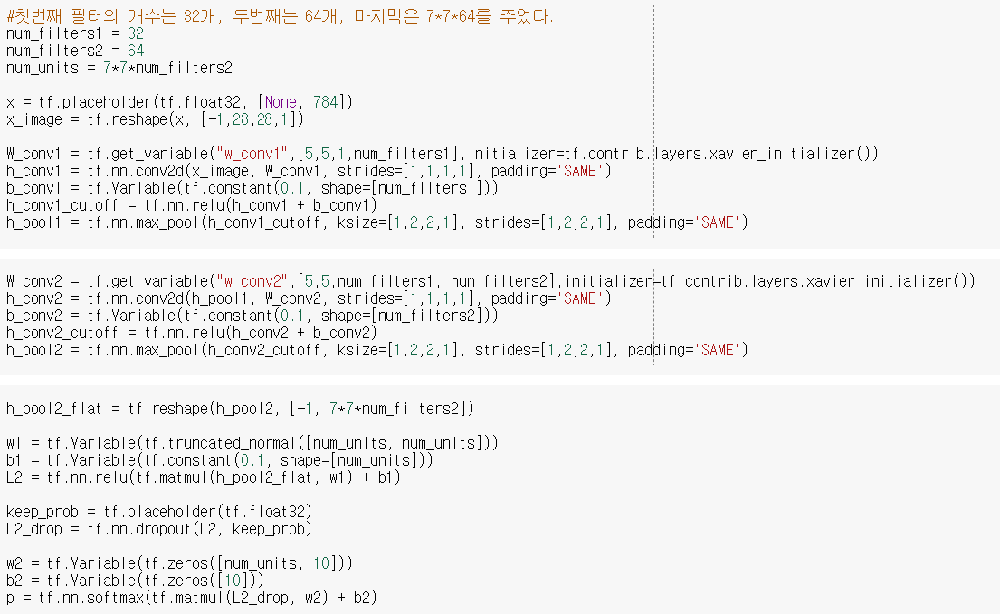 #첫번째 필터의 개수는 32개, 두번째는 64개, 마지막은 7*7*64를 주었다.
num_filters1 = 32
num_filters2 = 64
num_units = 7*7*num_filters2
x = tf.placeholder(tf.float32, [None, 784])
x_image = tf.reshape(x, [-1,28,28,1])
W_conv1 = tf.get_variable("w_conv1",[5,5,1,num_filters1],initializer=tf.contrib.layers.xavier_initializer())
h_conv1 = tf.nn.conv2d(x_image, W_conv1, strides=[1,1,1,1], padding='SAME')
b_conv1 = tf.Variable(tf.constant(0.1, shape=[num_filters1]))
h_conv1_cutoff = tf.nn.relu(h_conv1 + b_conv1)
h_pool1 = tf.nn.max_pool(h_conv1_cutoff, ksize=[1,2,2,1], strides=[1,2,2,1], padding='SAME')
W_conv2 = tf.get_variable("w_conv2",[5,5,num_filters1, num_filters2],initializer=tf.contrib.layers.xavier_initializer())
h_conv2 = tf.nn.conv2d(h_pool1, W_conv2, strides=[1,1,1,1], padding='SAME')
b_conv2 = tf.Variable(tf.constant(0.1, shape=[num_filters2]))
h_conv2_cutoff = tf.nn.relu(h_conv2 + b_conv2)
h_pool2 = tf.nn.max_pool(h_conv2_cutoff, ksize=[1,2,2,1], strides=[1,2,2,1], padding='SAME')
h_pool2_flat = tf.reshape(h_pool2, [-1, 7*7*num_filters2])
w1 = tf.Variable(tf.truncated_normal([num_units, num_units]))
b1 = tf.Variable(tf.constant(0.1, shape=[num_units]))
L2 = tf.nn.relu(tf.matmul(h_pool2_flat, w1) + b1)
keep_prob = tf.placeholder(tf.float32)
L2_drop = tf.nn.dropout(L2, keep_prob)
w2 = tf.Variable(tf.zeros([num_units, 10]))
b2 = tf.Variable(tf.zeros([10]))
p = tf.nn.softmax(tf.matmul(L2_drop, w2) + b2)